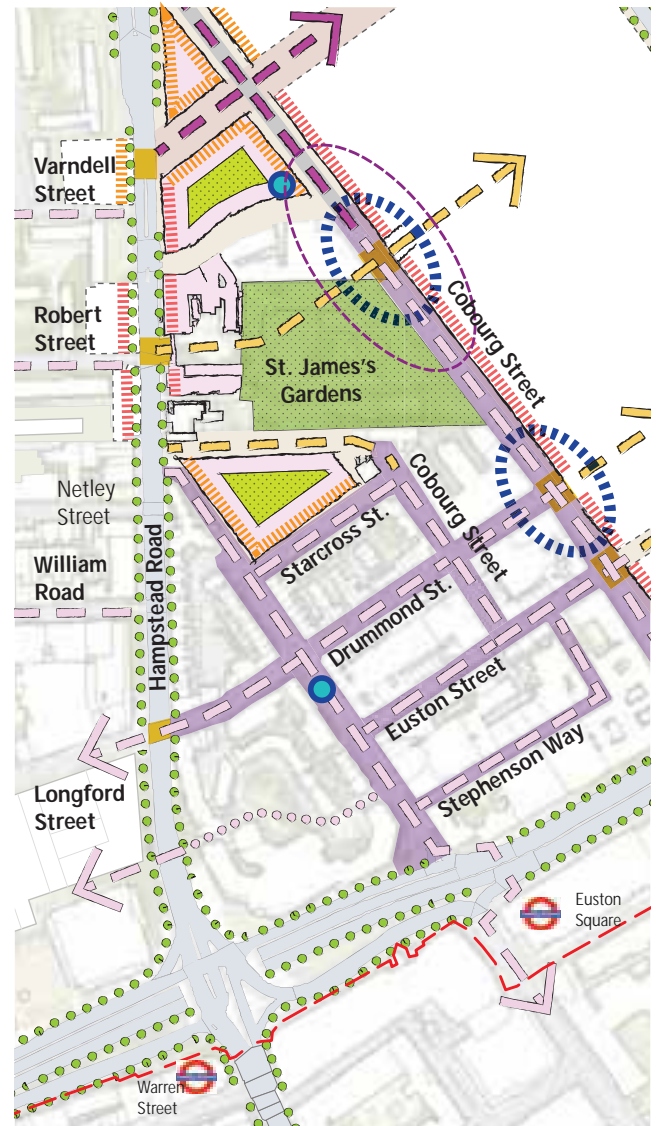 Varndell
Street
Robert
Street
Cobourg Street
St. James's
Gardens
Netley
Street
Cobourg Street
Starcross St.
William
Road
Hampstead Road
Drummond St.
Euston Street
Longford
Street
Stephenson Way
Euston
Square
Warren
Street